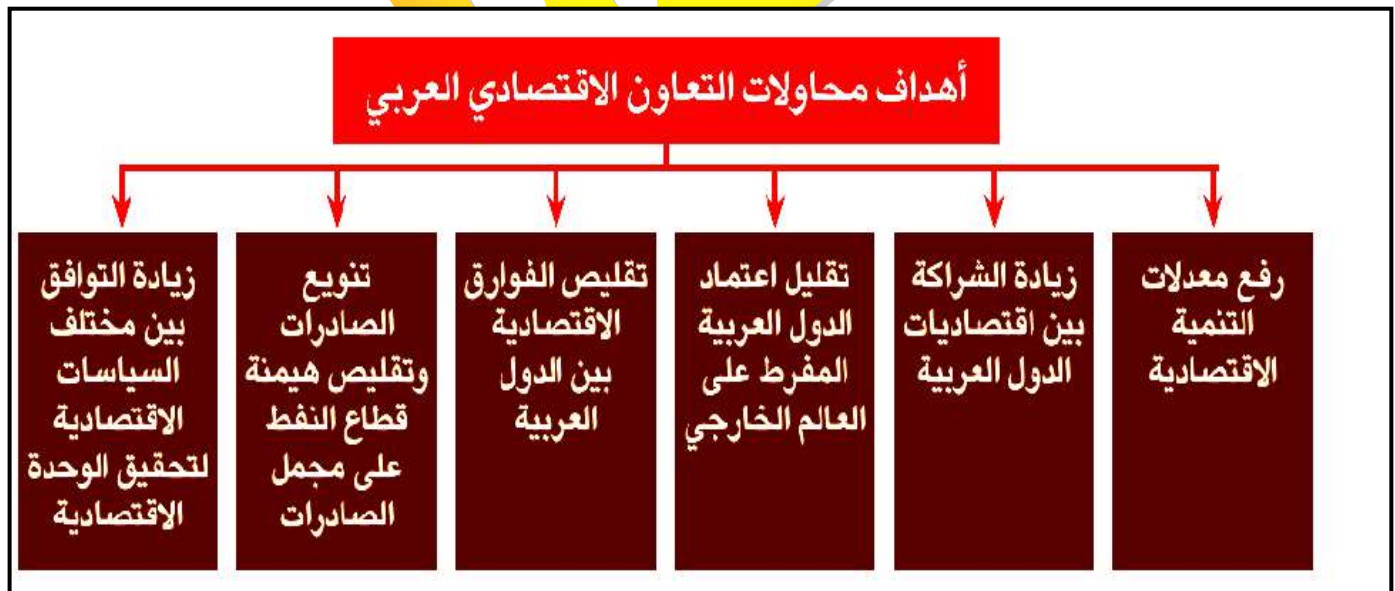 أهداف محاولات التعاون الاقتصادي العربي
رفع معدلات
التنمية
الاقتصادية
زيادة الشراكة
بين اقتصاديات
الدول العربية
تقليل اعتماد
الدول العربية
المفرط على
العالم الخارجي
تقليص الفوارق
الاقتصادية
بين الدول
العربية
تنويع
الصادرات
وتقليص هيمنة
قطاع النفط
على مجمل
الصادرات
زيادة التوافق
بين مختلف
السياسات
الاقتصادية
لتحقيق الوحدة
الاقتصادية